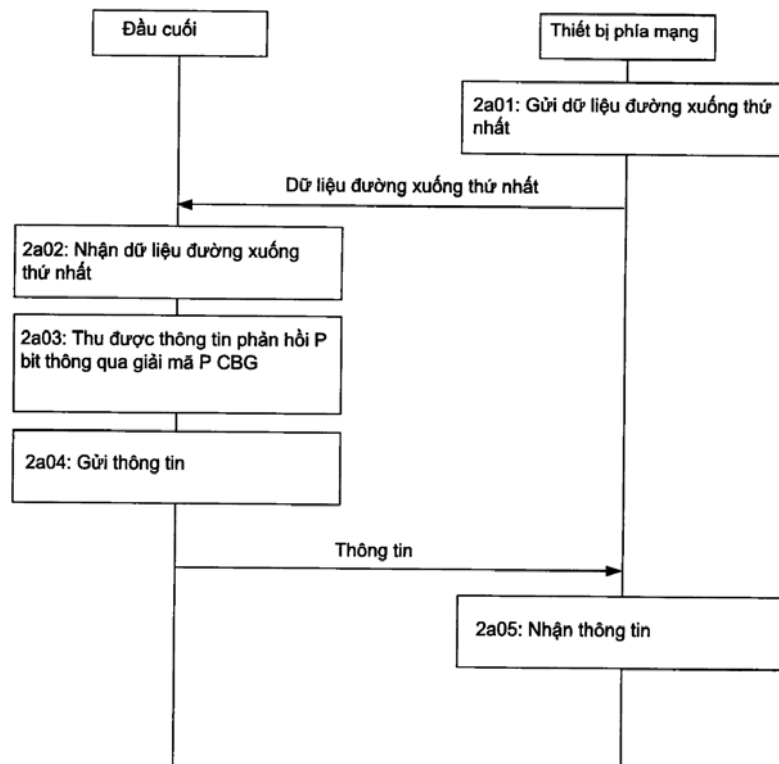 Đầu cuối
Thiết bị phía mạng
2a01: Gửi dữ liệu đường xuống thứ
nhất
Dữ liệu đường xuống thứ nhất
2a02: Nhận dữ liệu đường xuống
thứ nhất
2a03: Thu được thông tin phản hồi P
bit thông qua giải mã P CBG
2a04: Gửi thông tin
Thông tin
2a05: Nhận thông tin